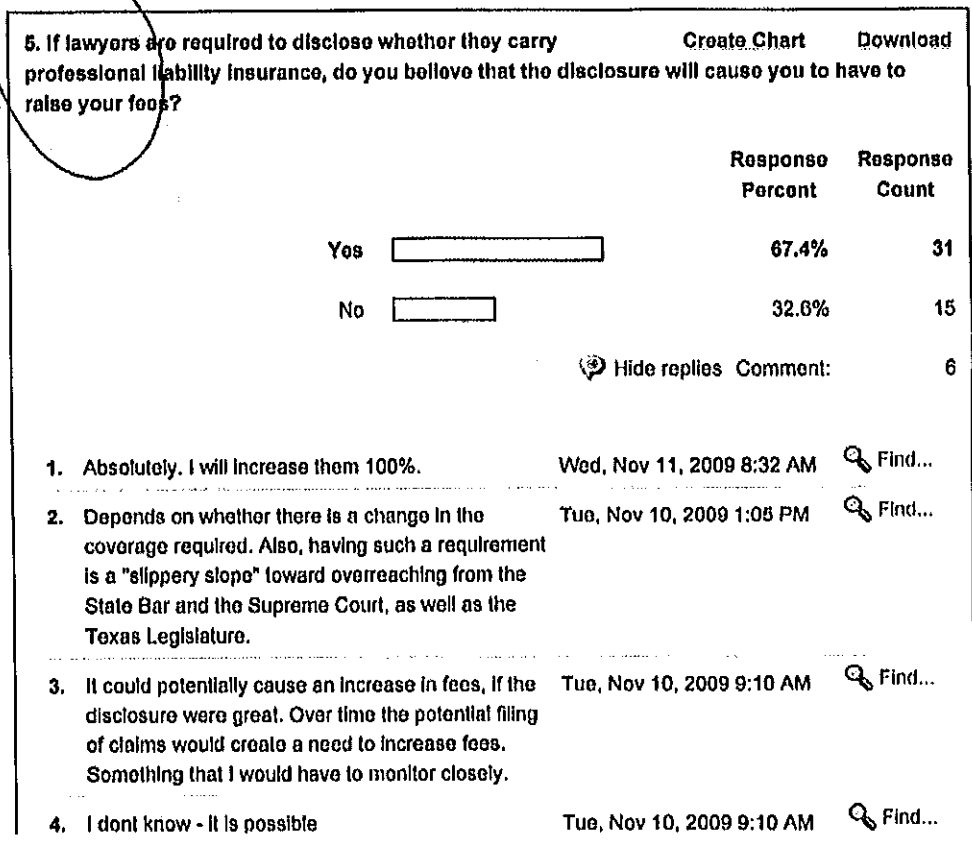 5. If lawyers are required to disclose whether they carry Create Chart Download
professional liability insurance, do you believe that the disclosure will cause you to have to
raise your fees?
Response Response
Percent Count
Yes 67.4% 31
No 32.6% 15
Hide replies Comment: 6
1. Absolutely. I will increase them 100%. Wed, Nov 11, 2009 8:32 AM Find...
2. Depends on whether there is a change in the Tue, Nov 10, 2009 1:05 PM Find...
coverage required. Also, having such a requirement
is a "slippery slope" toward overreaching from the
State Bar and the Supreme Court, as well as the
Texas Legislature.
3. It could potentially cause an increase in fees, if the Tue, Nov 10, 2009 9:10 AM Find...
disclosure were great. Over time the potential filing
of claims would create a need to increase fees.
Something that I would have to monitor closely.
4. I dont know - it is possible Tue, Nov 10, 2009 9:10 AM Find...